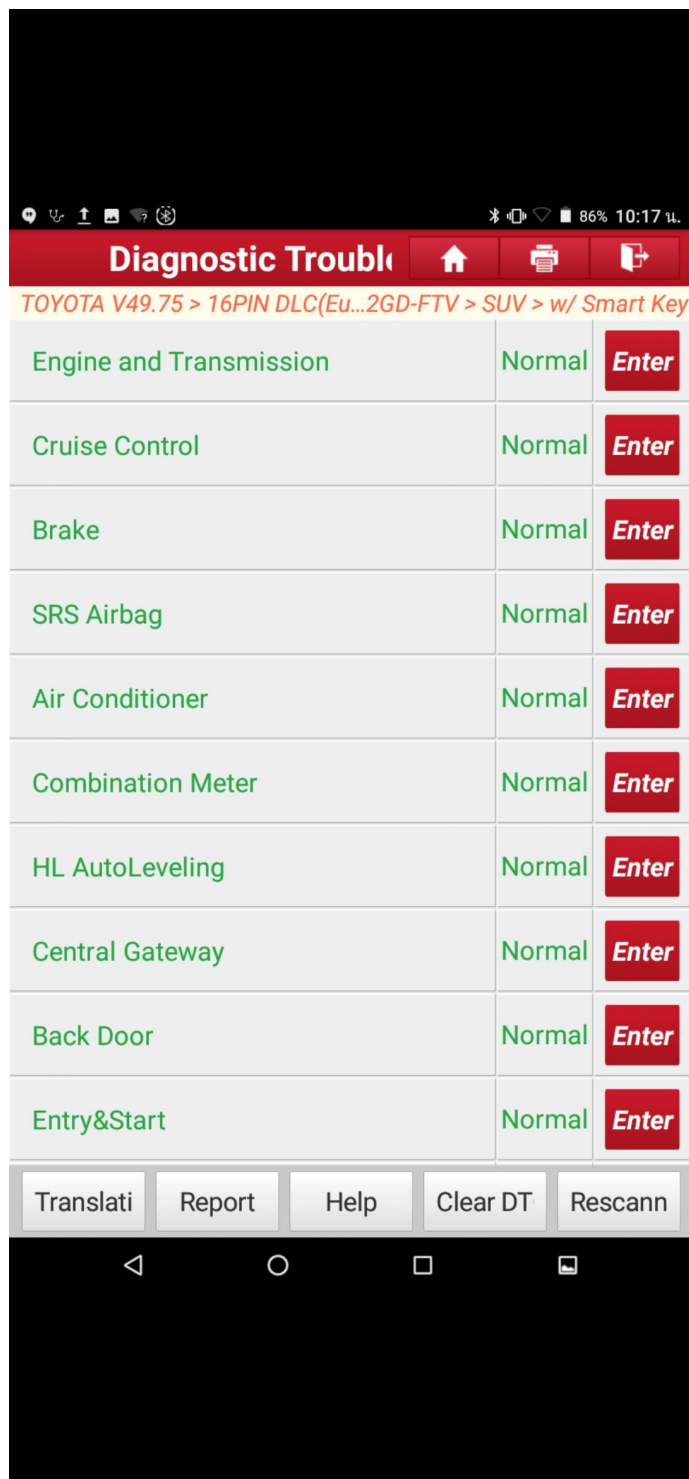 86% 10:17 น.
Diagnostic Trouble
TOYOTA V49.75 > 16PIN DLC(Eu...2GD-FTV > SUV > w/ Smart Key
Engine and Transmission Normal Enter
Cruise Control Normal Enter
Brake Normal Enter
SRS Airbag Normal Enter
Air Conditioner Normal Enter
Combination Meter Normal Enter
HL AutoLeveling Normal Enter
Central Gateway Normal Enter
Back Door Normal Enter
Entry&Start Normal Enter
Translati Report Help Clear DT Rescann